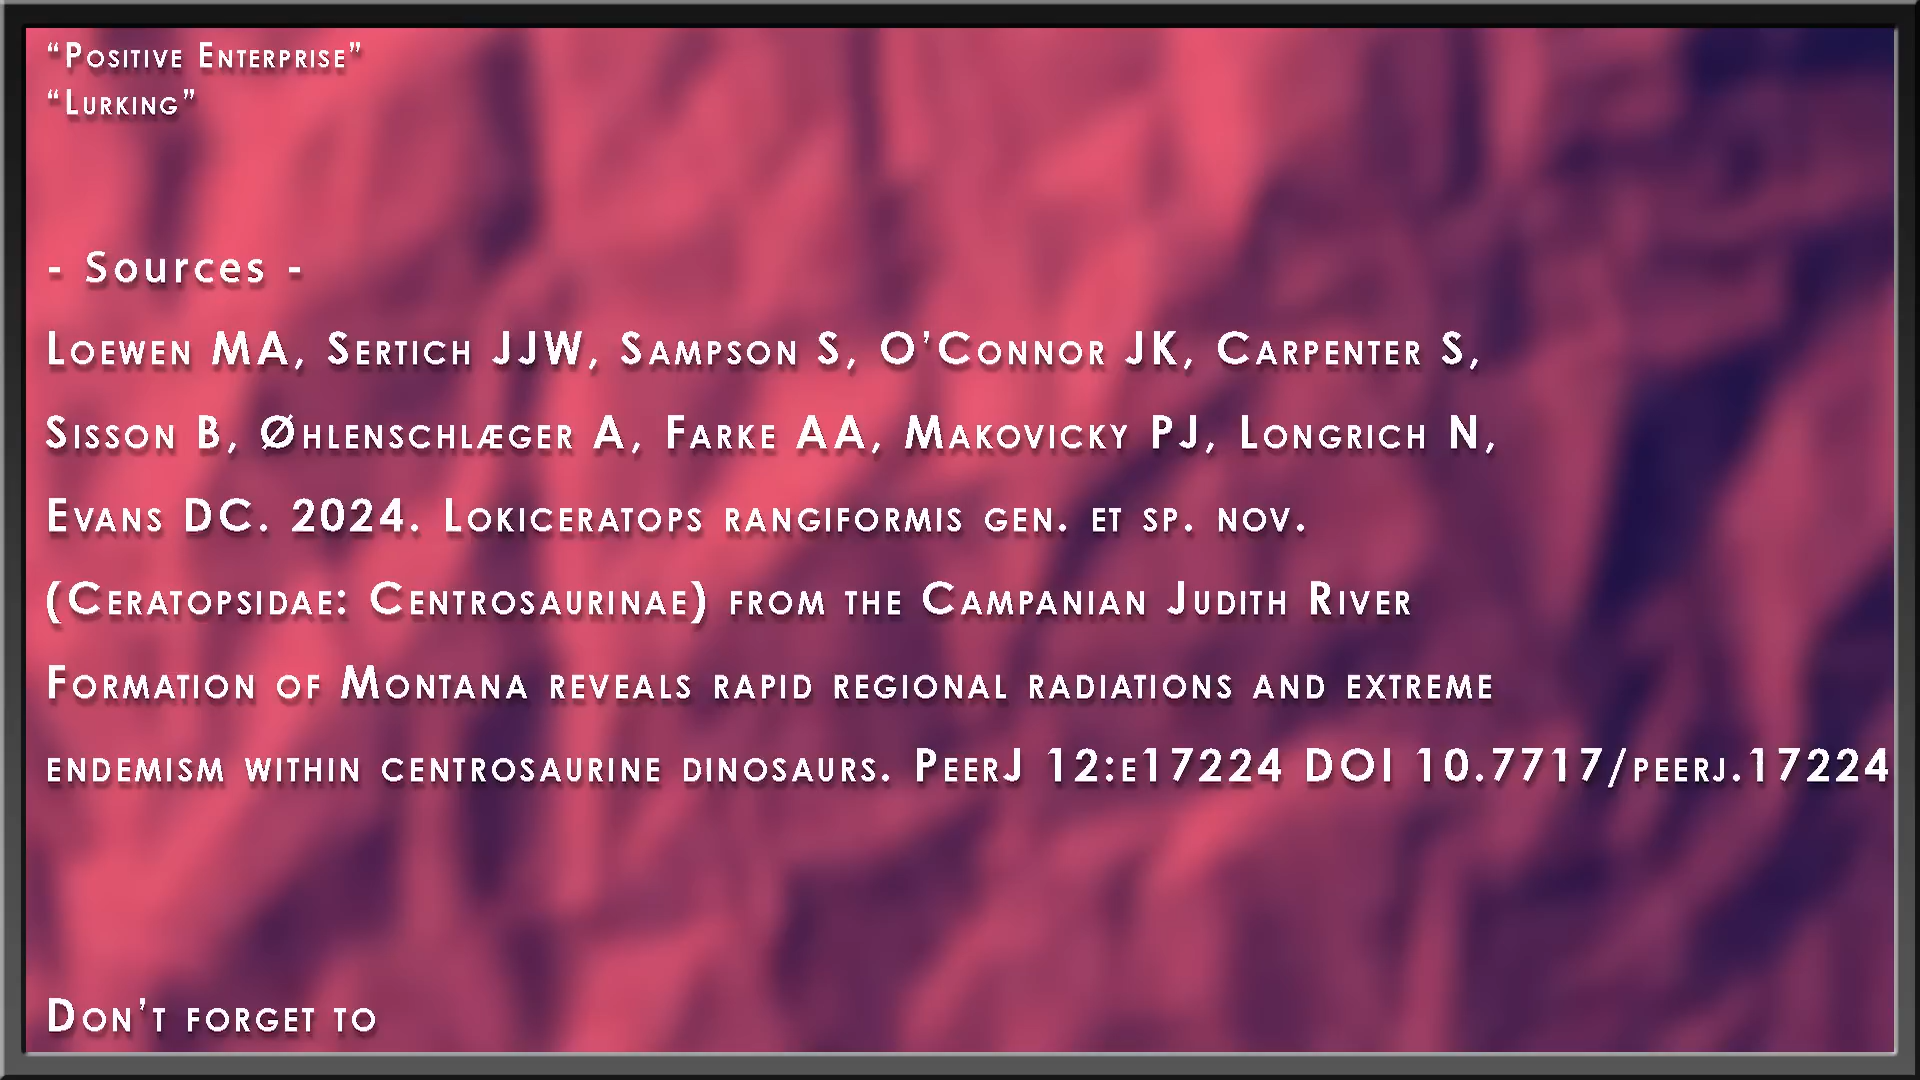 “Positive Enterprise”
“Lurking”
- Sources -
Loewen MA, Sertich JJW, Sampson S, O’Connor JK, Carpenter S,
Sisson B, Øhlenschlæger A, Farke AA, Makovicky PJ, Longrich N,
Evans DC. 2024. Lokiceratops rangiformis gen. et sp. nov.
(Ceratopsidae: Centrosaurinae) from the Campanian Judith River
Formation of Montana reveals rapid regional radiations and extreme
endemism within centrosaurine dinosaurs. PeerJ 12:e17224 DOI 10.7717/peerj.17224
Don’t forget to